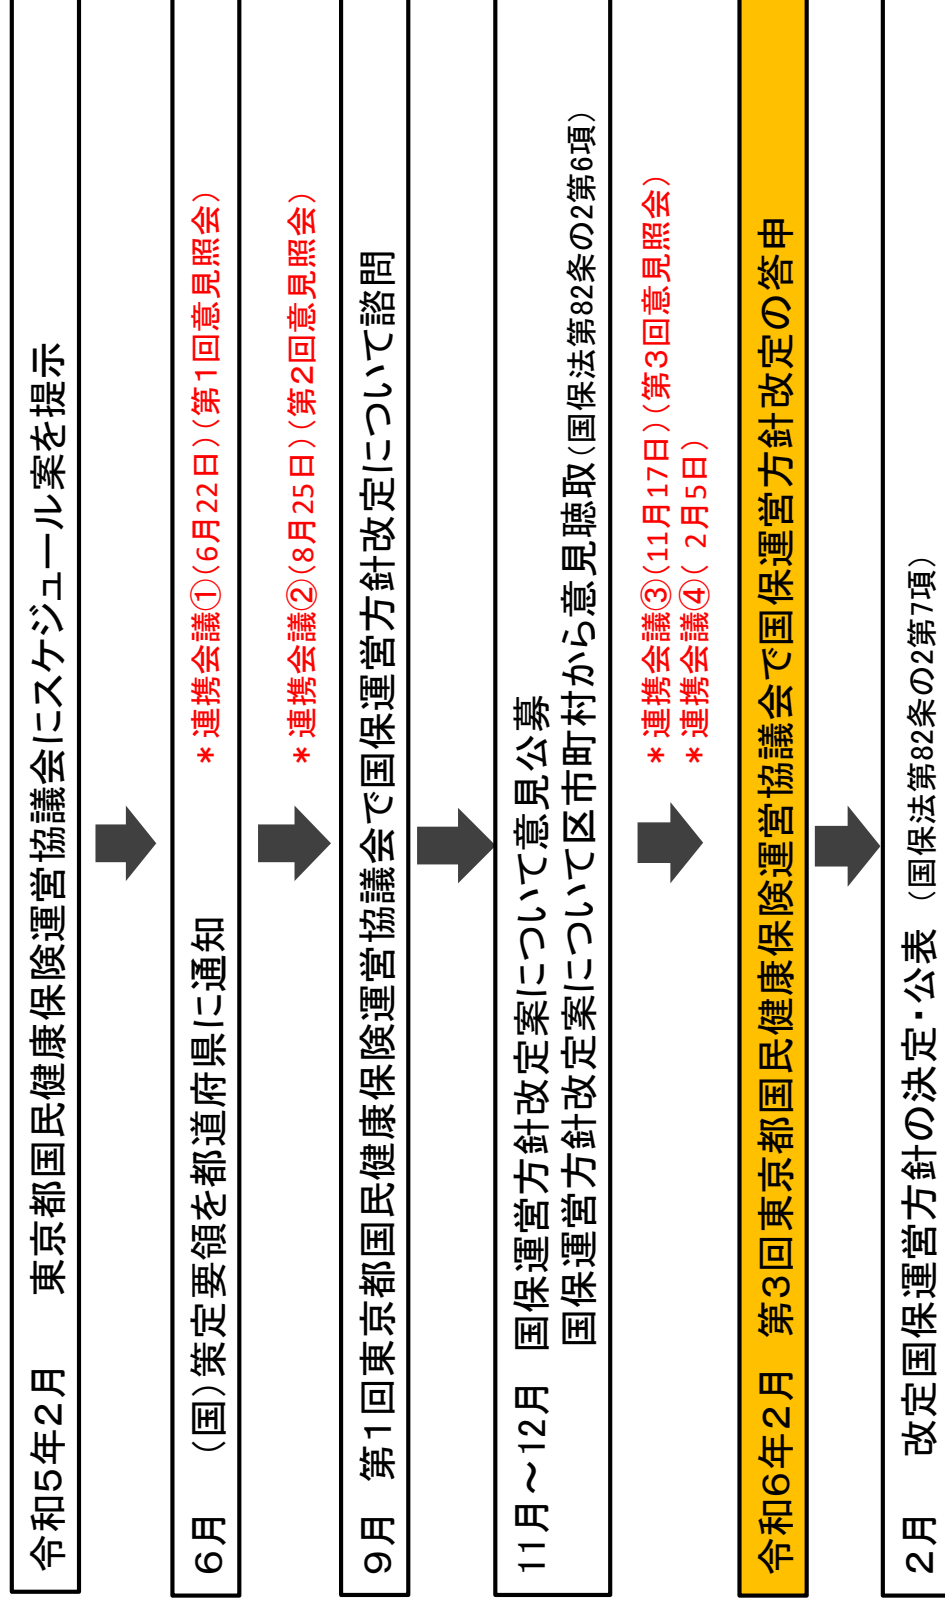 令和5年2月　東京都国民健康保険運営協議会にスケジュール案を提示
6月　（国）策定要領を都道府県に通知
＊連携会議①（6月22日）（第1回意見照会）
＊連携会議②（8月25日）（第2回意見照会）
9月　第1回東京都国民健康保険運営協議会で国保運営方針改定について諮問
11月～12月　国保運営方針改定案について意見公募
国保運営方針改定案について区市町村から意見聴取（国保法第82条の2第6項）
＊連携会議③（11月17日）（第3回意見照会）
＊連携会議④（ 2月5日）
令和6年2月　第3回東京都国民健康保険運営協議会で国保運営方針改定の答申
2月　改定国保運営方針の決定・公表　（国保法第82条の2第7項）